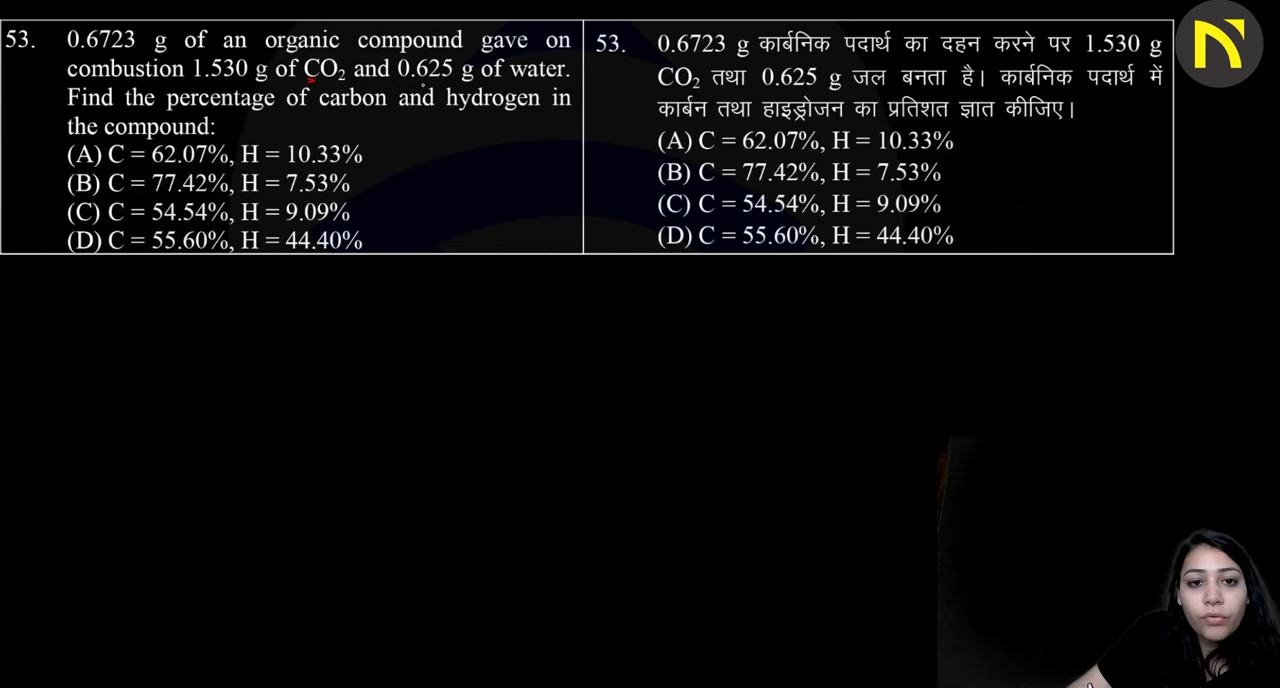 53. 0.6723 g of an organic compound gave on
combustion 1.530 g of CO₂ and 0.625 g of water.
Find the percentage of carbon and hydrogen in
the compound:
(A) C = 62.07%, H = 10.33%
(B) C = 77.42%, H = 7.53%
(C) C = 54.54%, H = 9.09%
(D) C = 55.60%, H = 44.40%
53. 0.6723 g कार्बनिक पदार्थ का दहन करने पर 1.530 g
CO₂ तथा 0.625 g जल बनता है। कार्बनिक पदार्थ में
कार्बन तथा हाइड्रोजन का प्रतिशत ज्ञात कीजिए।
(A) C = 62.07%, H = 10.33%
(B) C = 77.42%, H = 7.53%
(C) C = 54.54%, H = 9.09%
(D) C = 55.60%, H = 44.40%